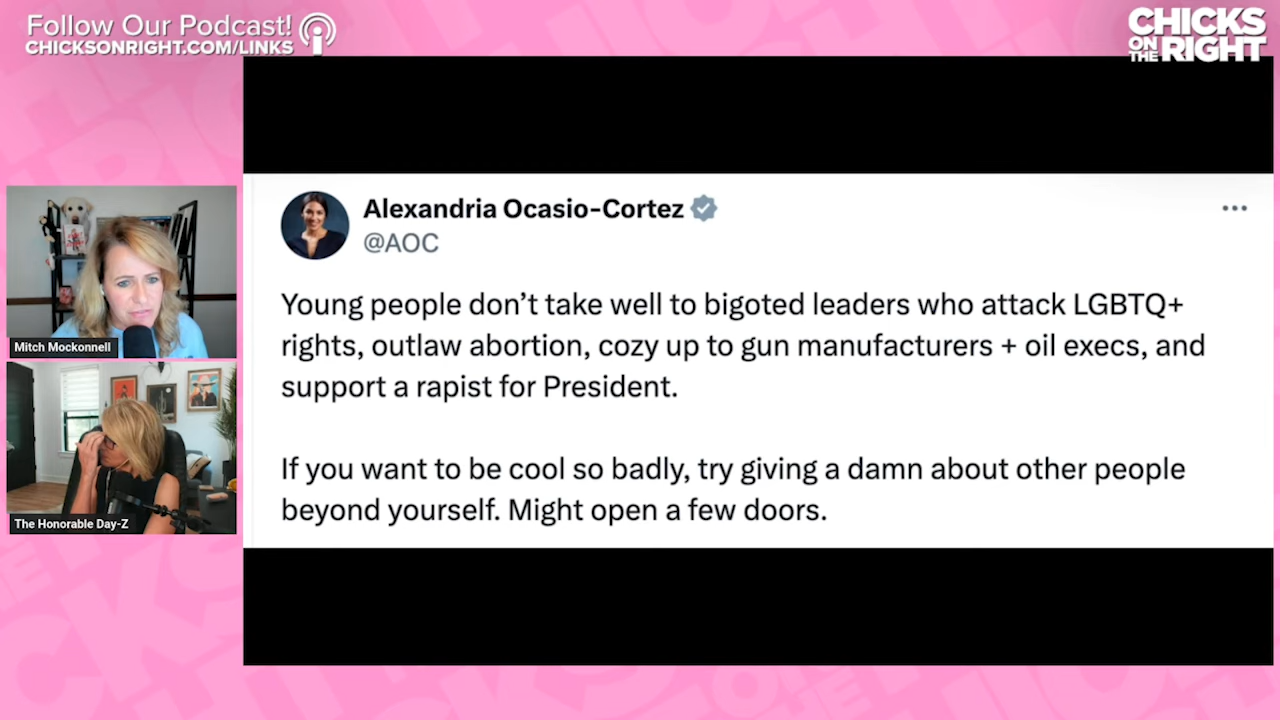 Follow Our Podcast!
CHICKSONRIGHT.COM/LINKS
CHICKS
ON THE RIGHT
Mitch Mockonnell
The Honorable Day-Z
Alexandria Ocasio-Cortez
@AOC
Young people don’t take well to bigoted leaders who attack LGBTQ+
rights, outlaw abortion, cozy up to gun manufacturers + oil execs, and
support a rapist for President.
If you want to be cool so badly, try giving a damn about other people
beyond yourself. Might open a few doors.